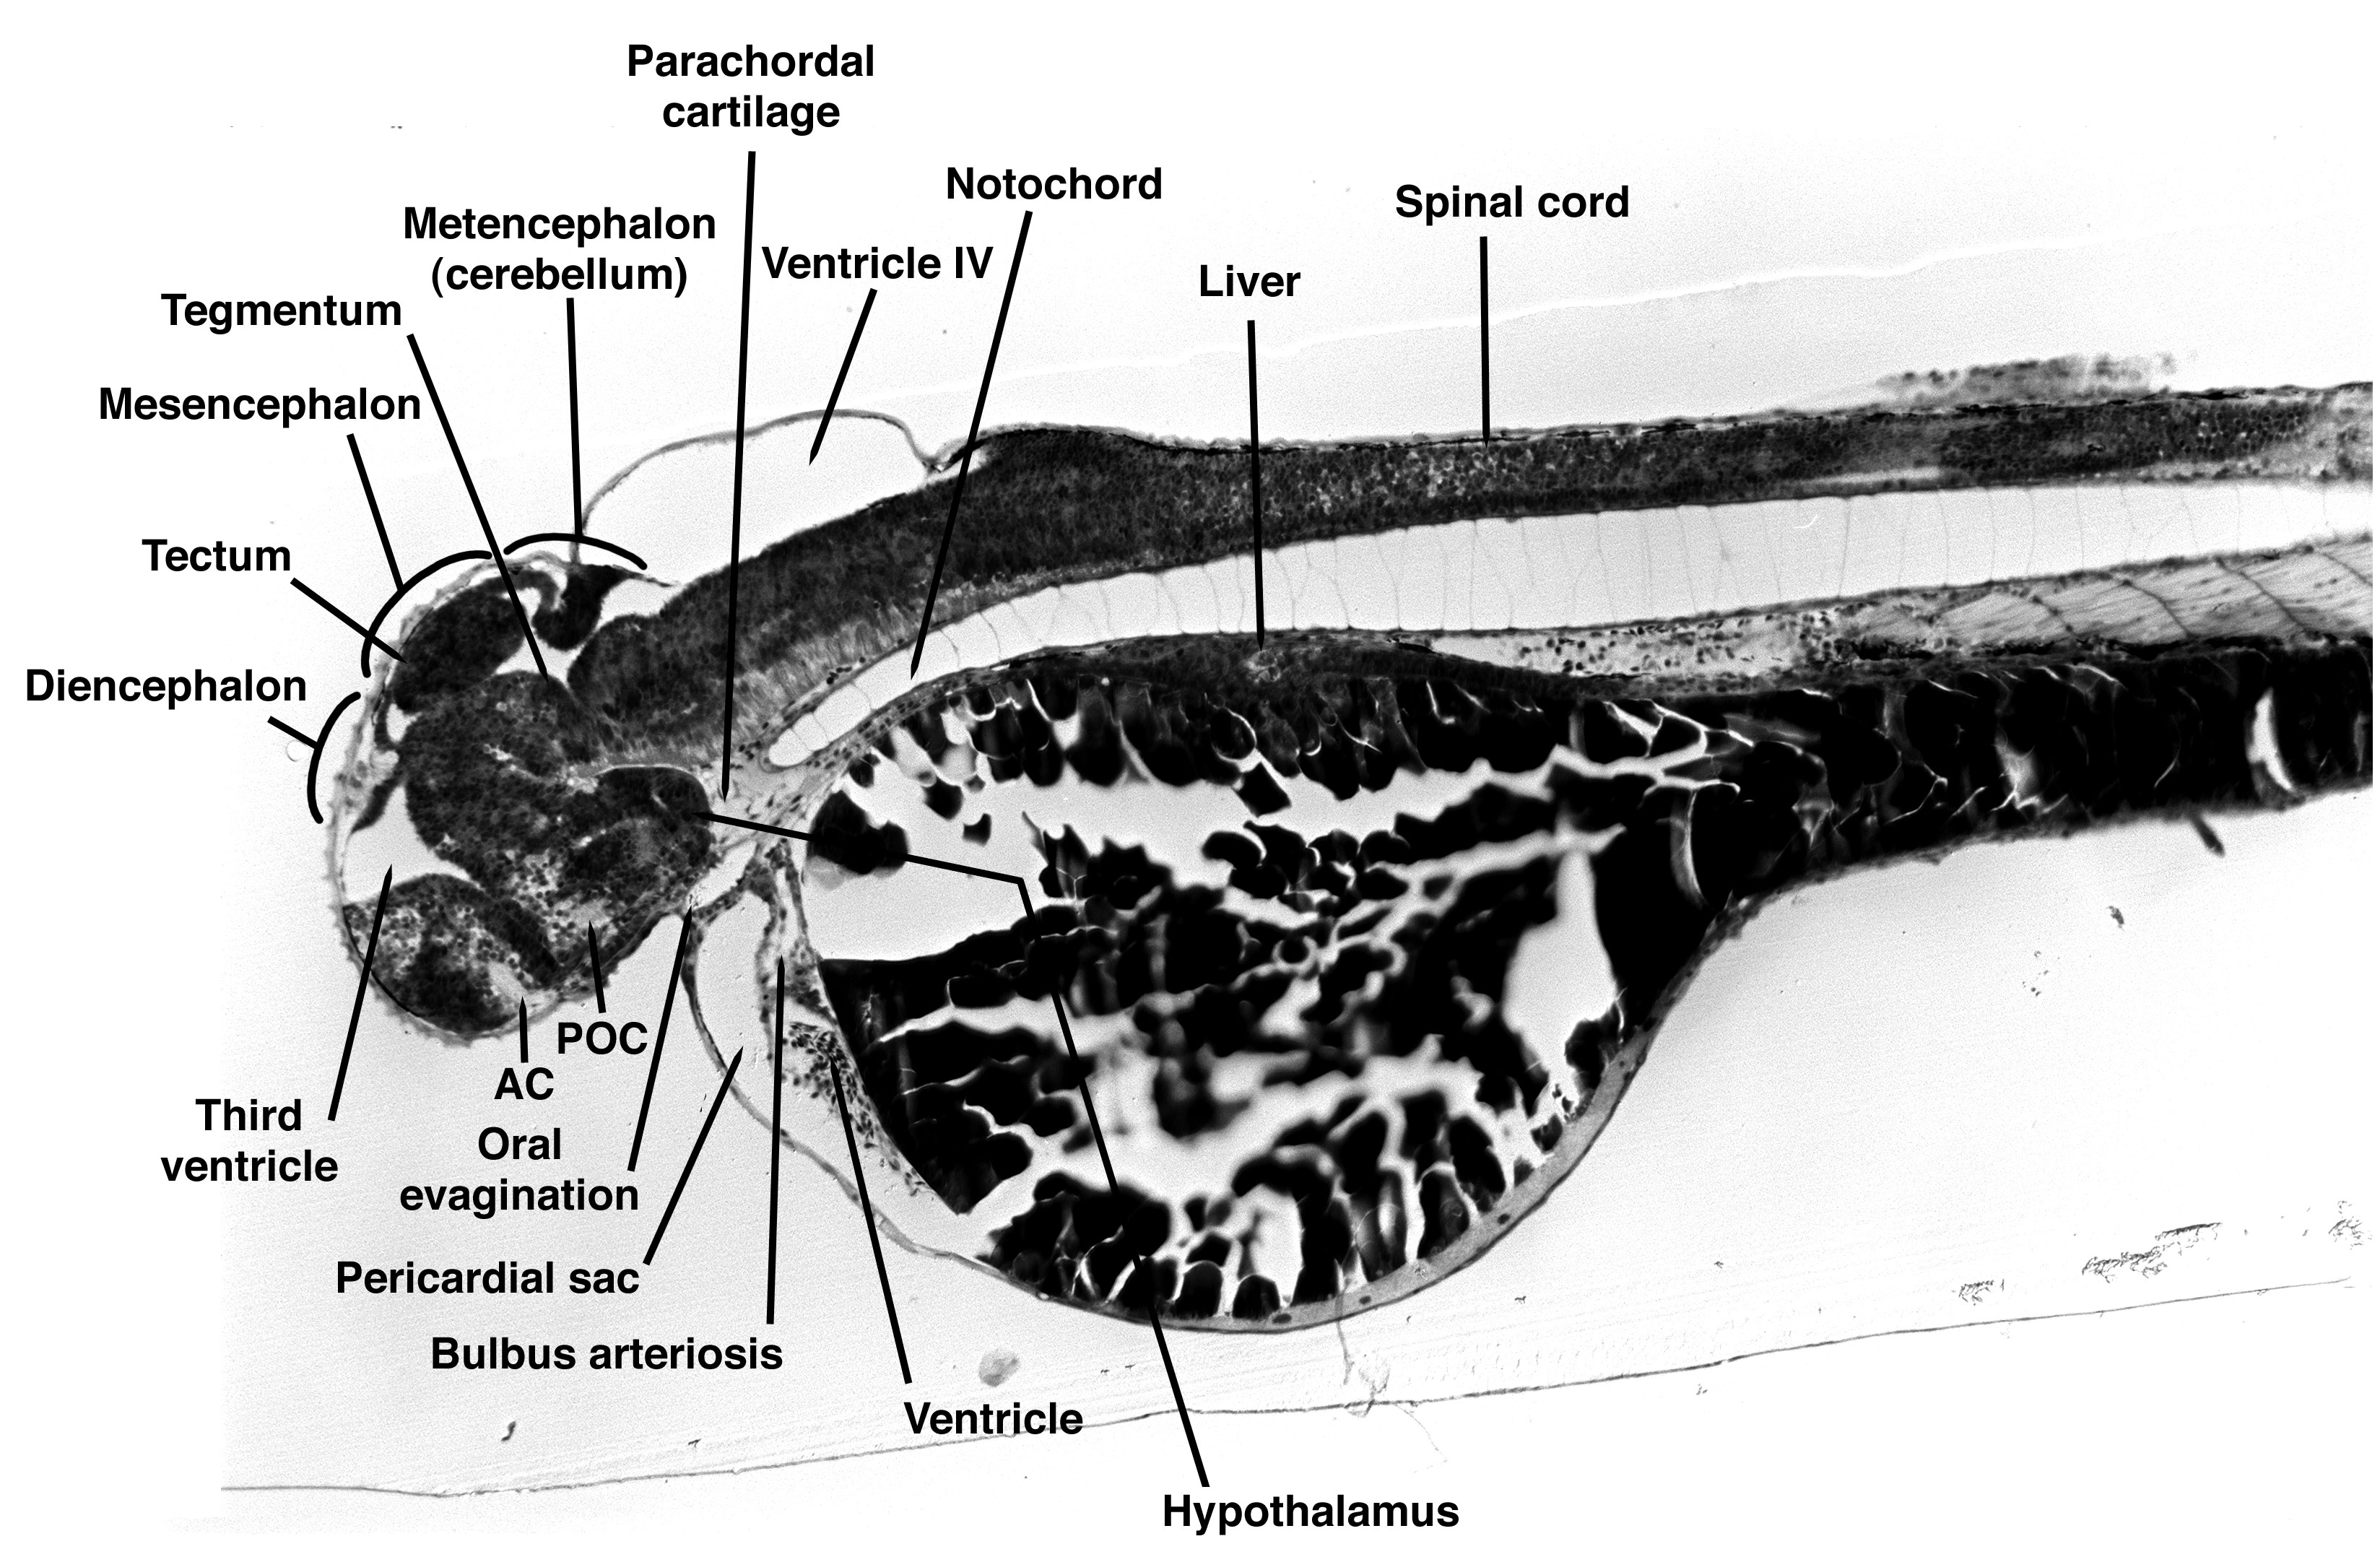 Parachordal
cartilage
Notochord
Spinal cord
Metencephalon
(cerebellum)
Ventricle IV
Liver
Tegmentum
Mesencephalon
Tectum
Diencephalon
POC
AC
Third
ventricle
Oral
evagination
Pericardial sac
Bulbus arteriosis
Ventricle
Hypothalamus